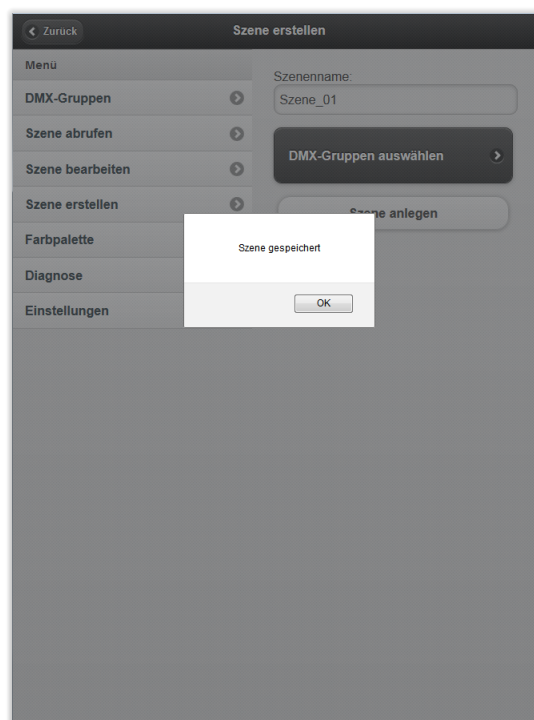 Zurück
Szene erstellen
Menü
DMX-Gruppen
Szene abrufen
Szene bearbeiten
Szene erstellen
Farbpalette
Diagnose
Einstellungen
Szenenname:
Szene_01
DMX-Gruppen auswählen
Szene anlegen
Szene gespeichert
OK